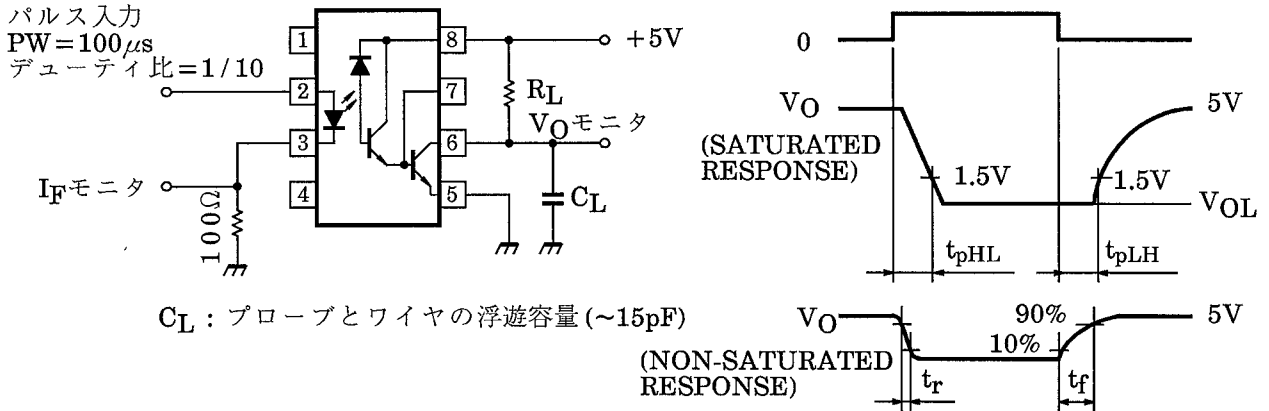 パルス入力
PW=100μs
デューティ比=1/10
1
2
3
4
8
7
6
5
+5V
RL
VOモニタ
CL
IFモニタ
100Ω
CL : プローブとワイヤの浮遊容量(~15pF)
0
VO
5V
(SATURATED
RESPONSE)
1.5V
1.5V
VOL
tpHL
tpLH
VO
90%
5V
10%
(NON-SATURATED
RESPONSE)
tr
tf